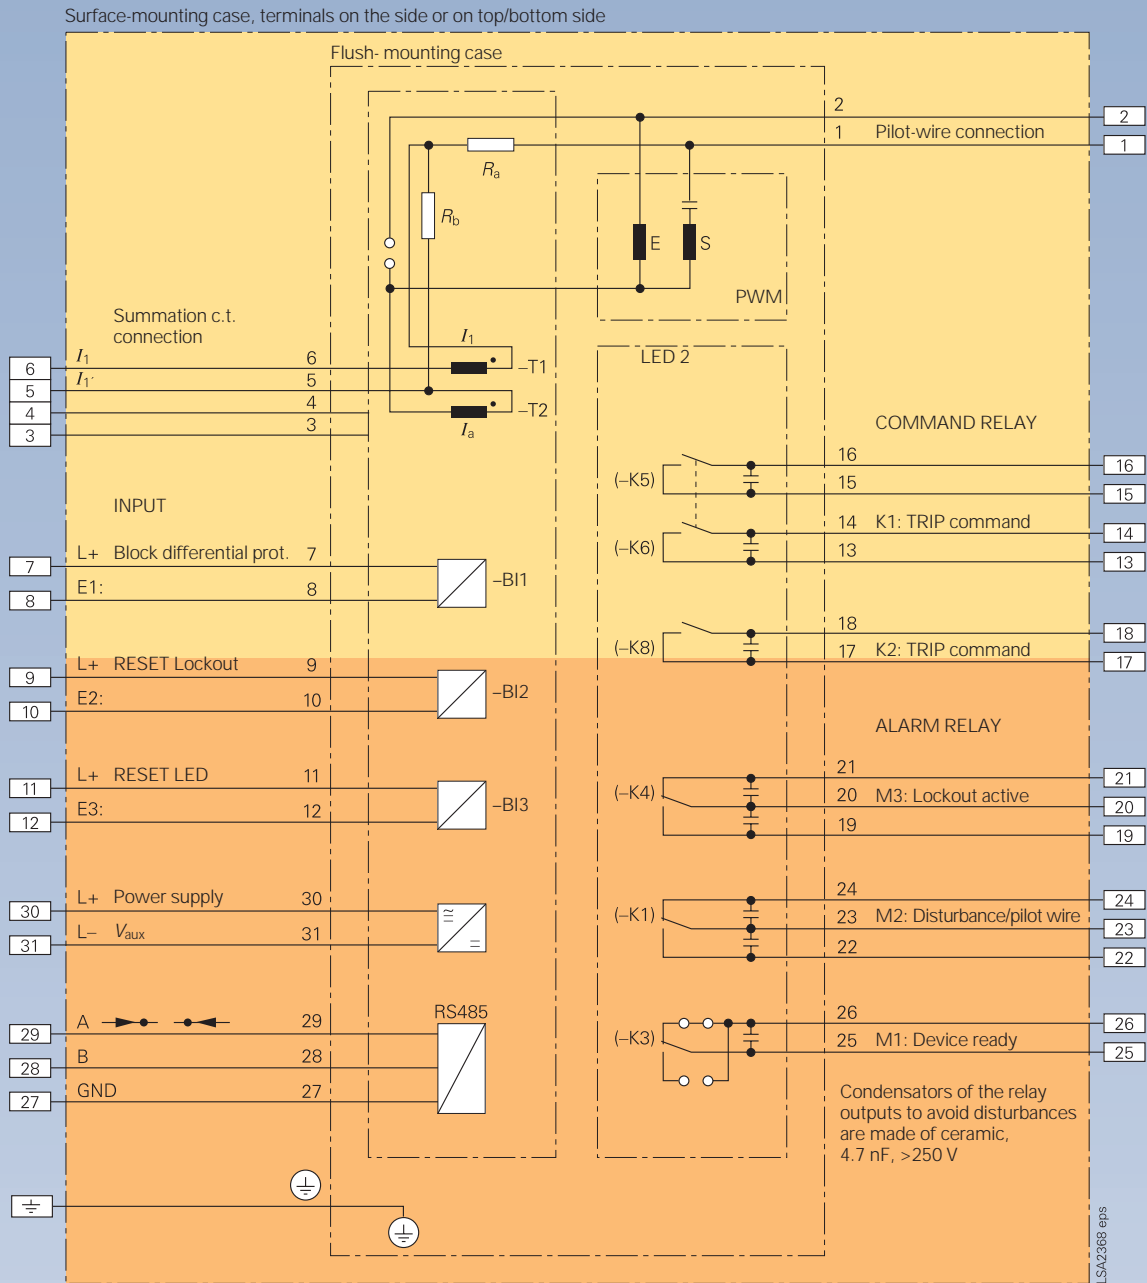 Surface-mounting case, terminals on the side or on top/bottom side
Flush- mounting case
2
2
1
Pilot-wire connection
1
Ra
Rb
E
S
PWM
Summation c.t.
connection
I1
6
I1
6
–T1
LED 2
5
I1′
5
4
4
–T2
3
3
Ia
COMMAND RELAY
16
16
(–K5)
15
15
INPUT
14
K1: TRIP command
14
(–K6)
13
13
L+ Block differential prot. 7
7
–BI1
E1:
8
8
18
18
(–K8)
17
K2: TRIP command
17
L+ RESET Lockout 9
9
–BI2
E2:
10
10
ALARM RELAY
21
21
L+ RESET LED 11
11
(–K4)
20
M3: Lockout active
20
–BI3
E3:
12
12
19
19
24
24
L+ Power supply 30
30
(–K1)
23
M2: Disturbance/pilot wire
23
L– Vaux 31
31
22
22
RS485
A
29
29
26
26
(–K3)
25
M1: Device ready
25
B
28
28
GND
27
27
Condensators of the relay
outputs to avoid disturbances
are made of ceramic,
4.7 nF, >250 V
LSA2368 eps